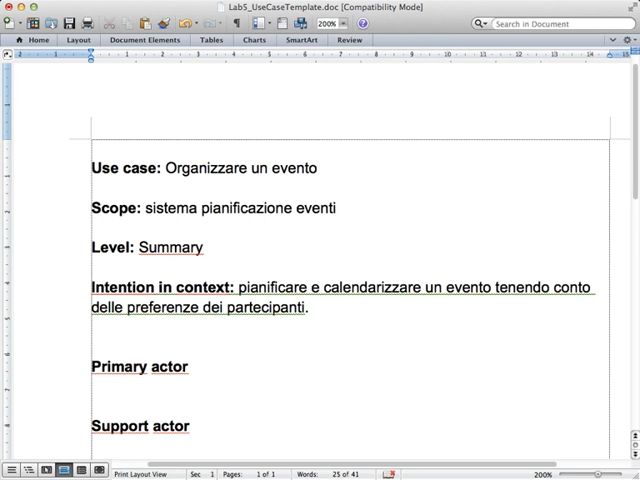 Lab5_UseCaseTemplate.doc [Compatibility Mode]
200%
Search in Document
Home Layout Document Elements Tables Charts SmartArt Review
Use case: Organizzare un evento
Scope: sistema pianificazione eventi
Level: Summary
Intention in context: pianificare e calendarizzare un evento tenendo conto
delle preferenze dei partecipanti.
Primary actor
Support actor
Print Layout View Sec 1 Pages: 1 of 1 Words: 25 of 41 200%